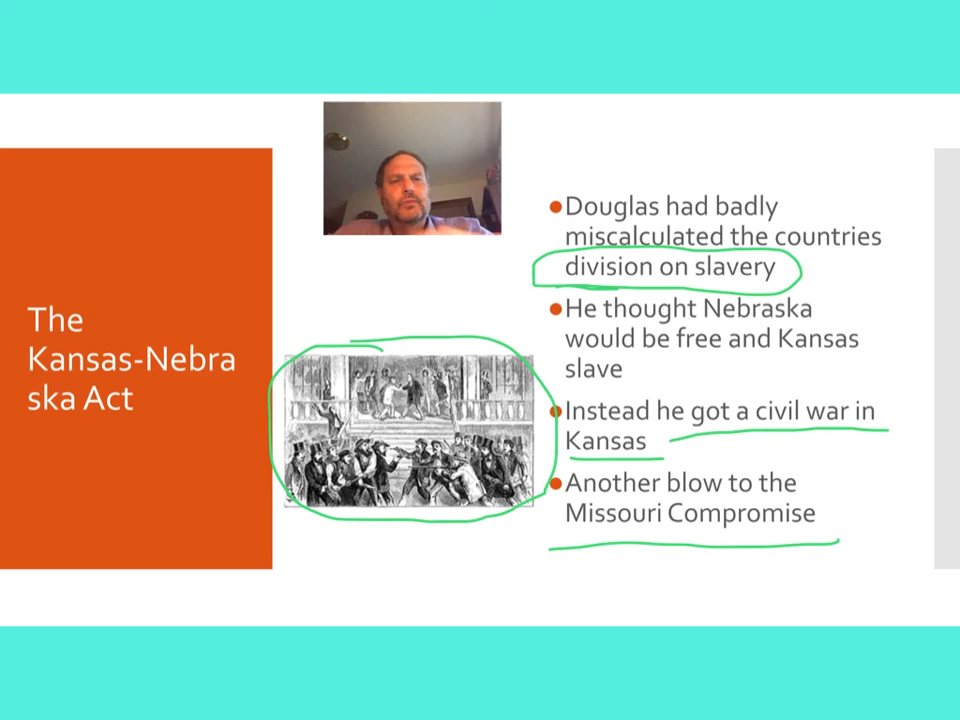 The
Kansas-Nebra
ska Act
●Douglas had badly
miscalculated the countries
division on slavery
●He thought Nebraska
would be free and Kansas
slave
●Instead he got a civil war in
Kansas
●Another blow to the
Missouri Compromise